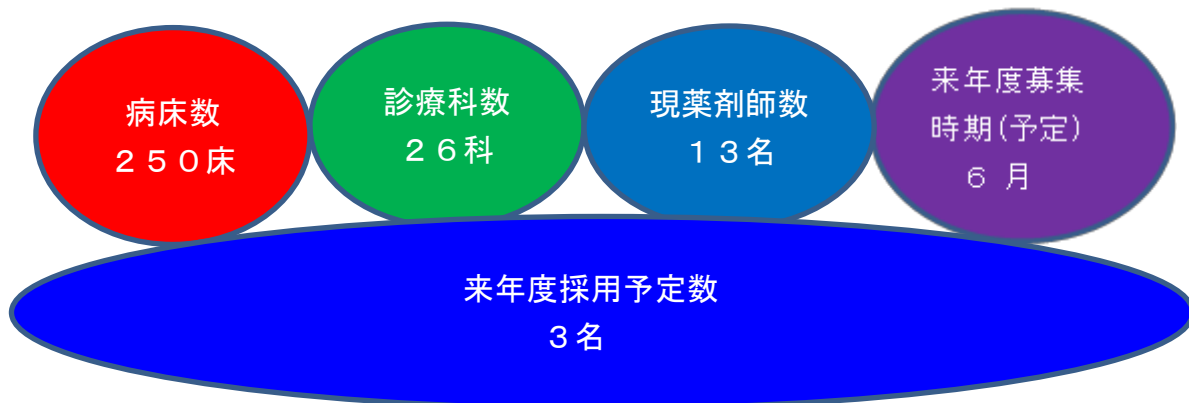 病床数
２５０床
診療科数
２６科
現薬剤師数
１３名
来年度募集
時期(予定)
６ 月
来年度採用予定数
３名